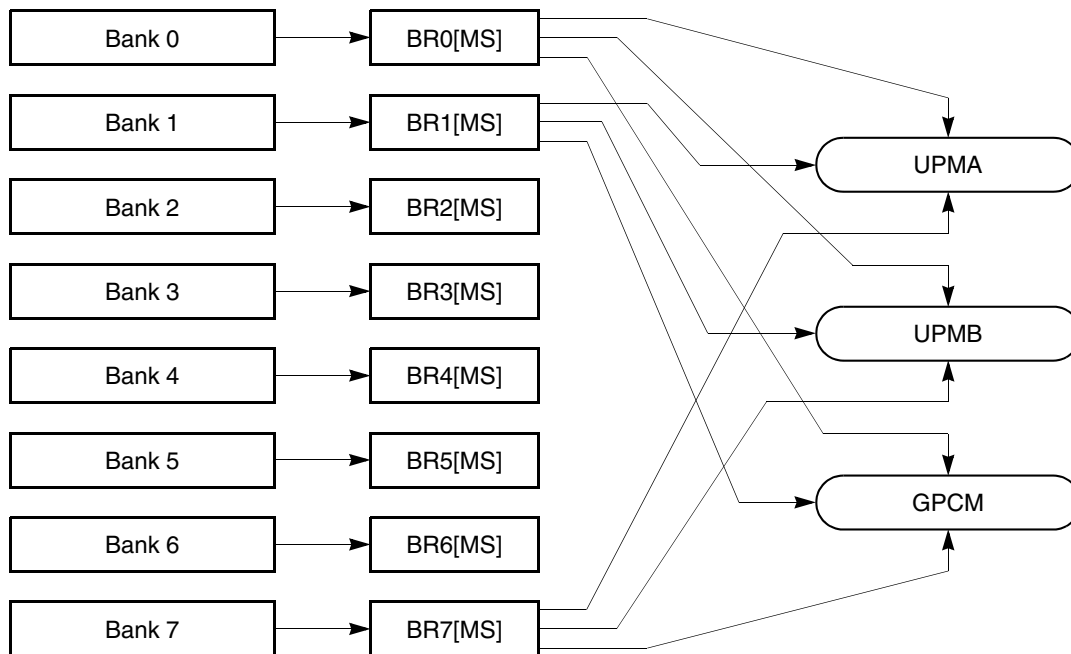 Bank 0
BR0[MS]
Bank 1
BR1[MS]
UPMA
Bank 2
BR2[MS]
Bank 3
BR3[MS]
UPMB
Bank 4
BR4[MS]
Bank 5
BR5[MS]
GPCM
Bank 6
BR6[MS]
Bank 7
BR7[MS]